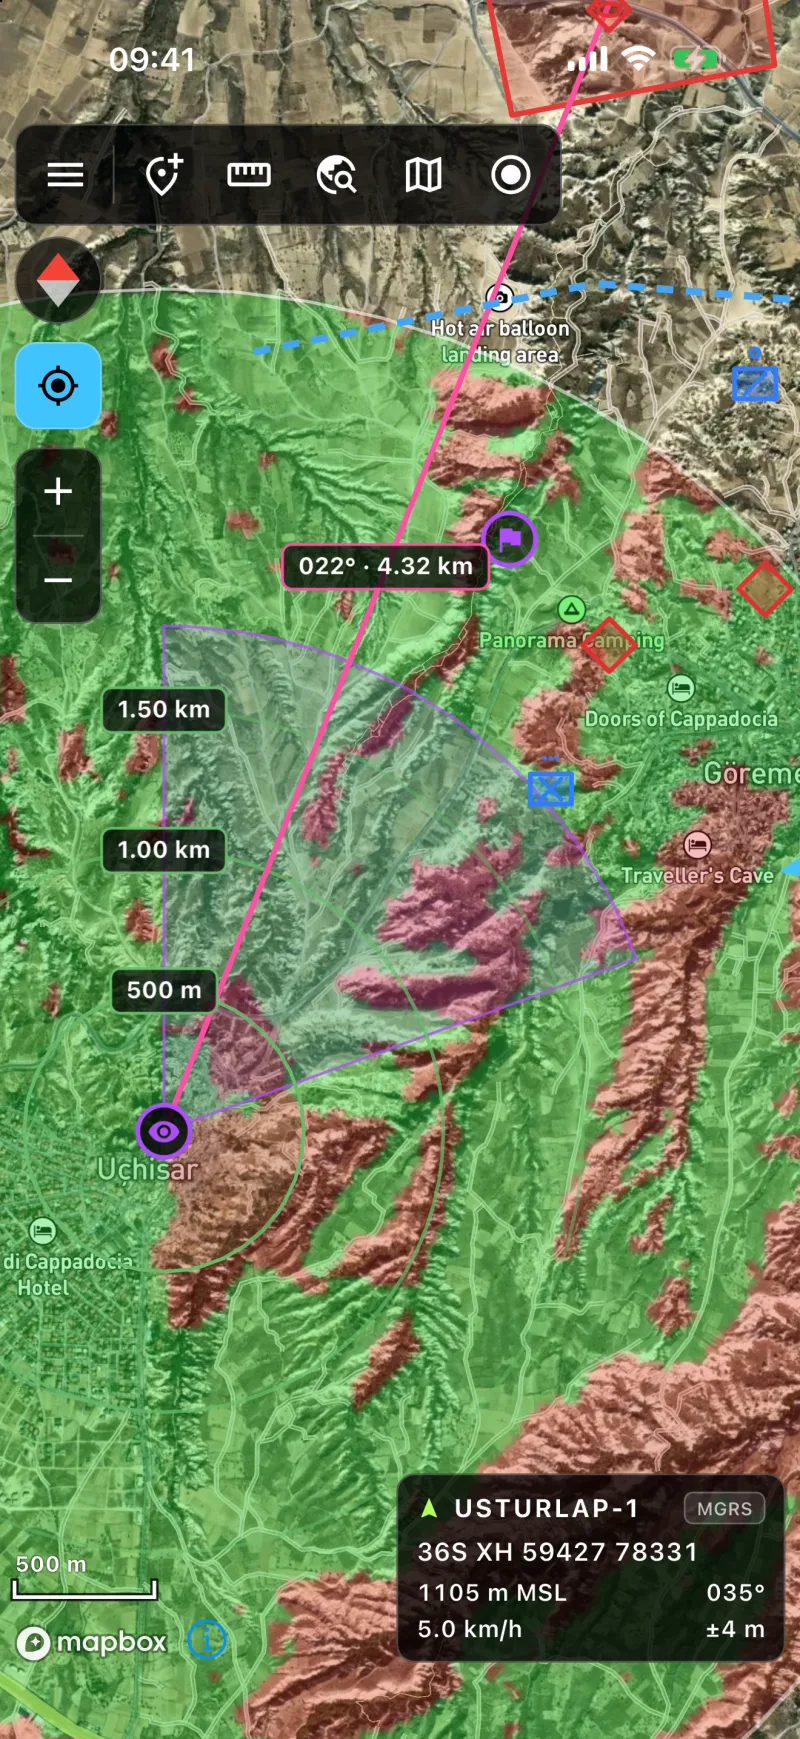 09:41
Hot air balloon
landing area
022° · 4.32 km
Panorama Camping
1.50 km
Doors of Cappadocia
Göreme
1.00 km
Traveller's Cave
500 m
Uçhisar
di Cappadocia
Hotel
USTURLAP-1
MGRS
36S XH 59427 78331
1105 m MSL 035°
5.0 km/h ±4 m
500 m
mapbox